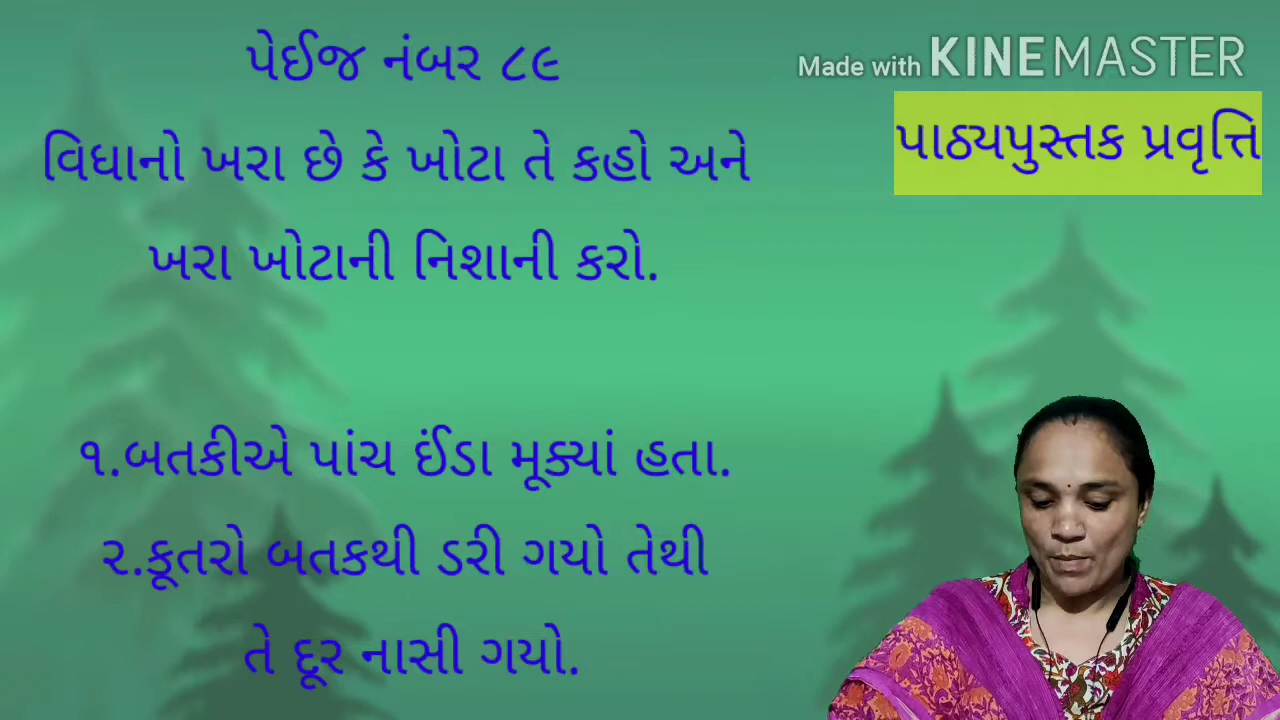 પેઈજ નંબર ૮૯
Made with KINEMASTER
પાઠ્યપુસ્તક પ્રવૃત્તિ
વિધાનો ખરા છે કે ખોટા તે કહો અને
ખરા ખોટાની નિશાની કરો.
૧.બતકીએ પાંચ ઈંડા મૂક્યાં હતા.
૨.કૂતરો બતકથી ડરી ગયો તેથી
તે દૂર નાસી ગયો.